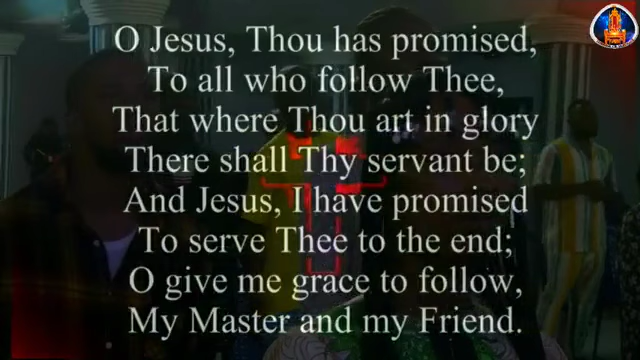 O Jesus, Thou has promised,
To all who follow Thee,
That where Thou art in glory
There shall Thy servant be;
And Jesus, I have promised
To serve Thee to the end;
O give me grace to follow,
My Master and my Friend.